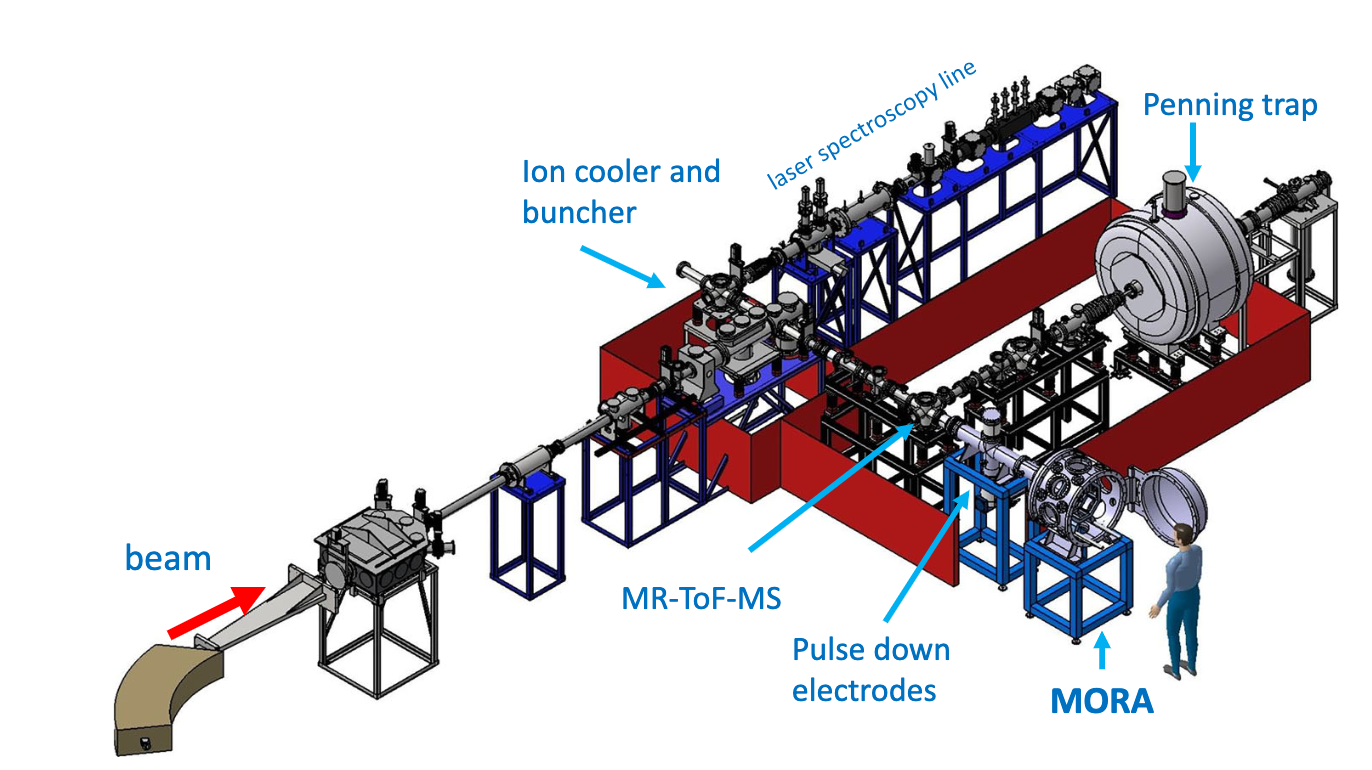 laser spectroscopy line
Penning trap
Ion cooler and
buncher
beam
MR-ToF-MS
Pulse down
electrodes
MORA